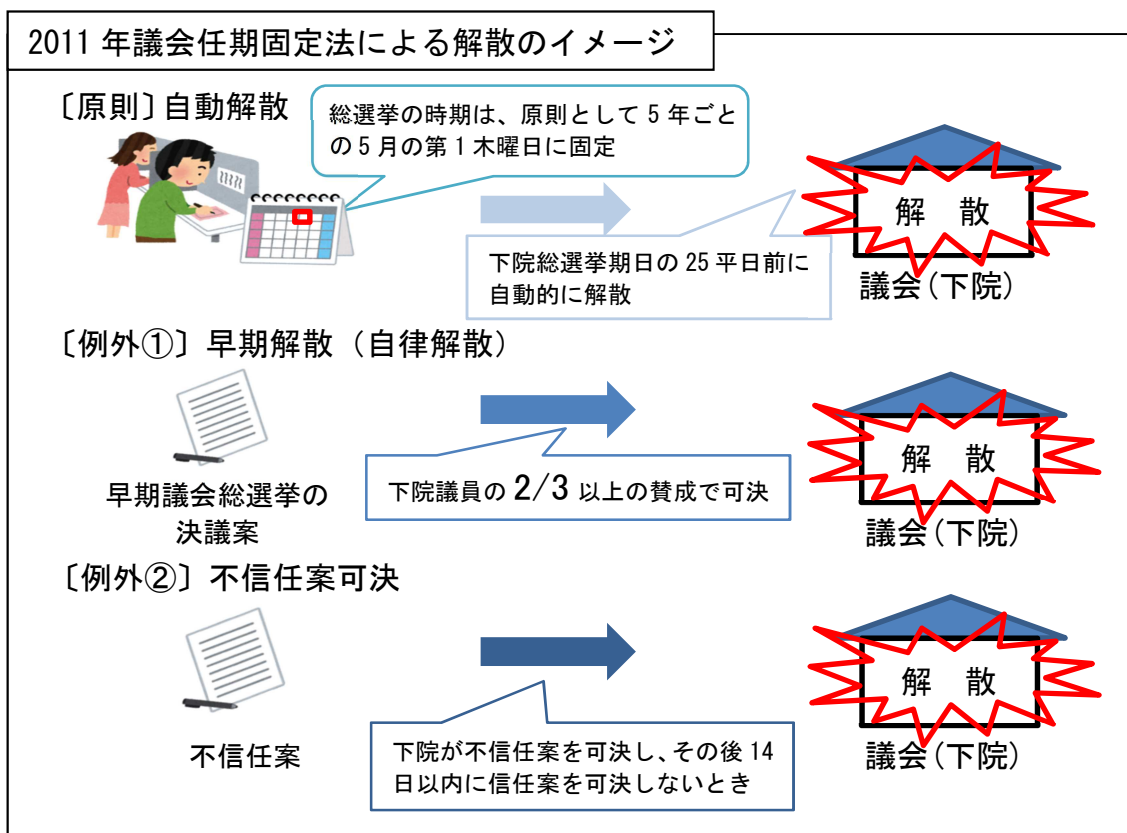 2011 年議会任期固定法による解散のイメージ
〔原則〕自動解散
総選挙の時期は、原則として 5 年ごと
の 5 月の第 1 木曜日に固定
解 散
下院総選挙期日の 25 平日前に
自動的に解散
議会(下院)
〔例外①〕早期解散（自律解散）
解 散
下院議員の 2/3 以上の賛成で可決
早期議会総選挙の
決議案
議会(下院)
〔例外②〕不信任案可決
解 散
下院が不信任案を可決し、その後 14
日以内に信任案を可決しないとき
不信任案
議会(下院)